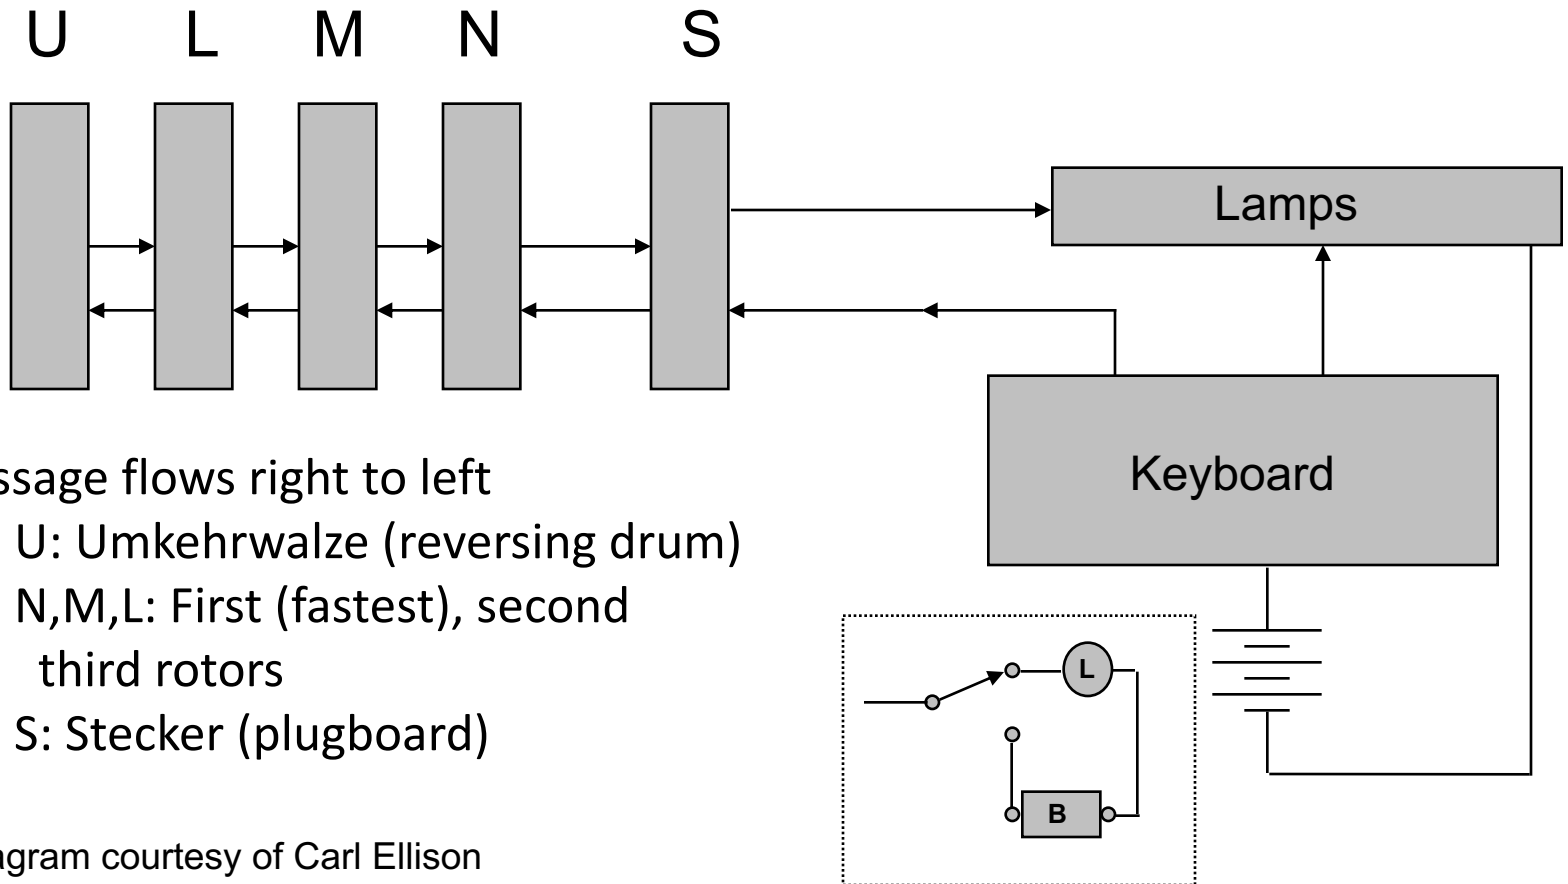 U L M N S
Lamps
Keyboard
ssage flows right to left
U: Umkehrwalze (reversing drum)
N,M,L: First (fastest), second
third rotors
S: Stecker (plugboard)
L
B
agram courtesy of Carl Ellison